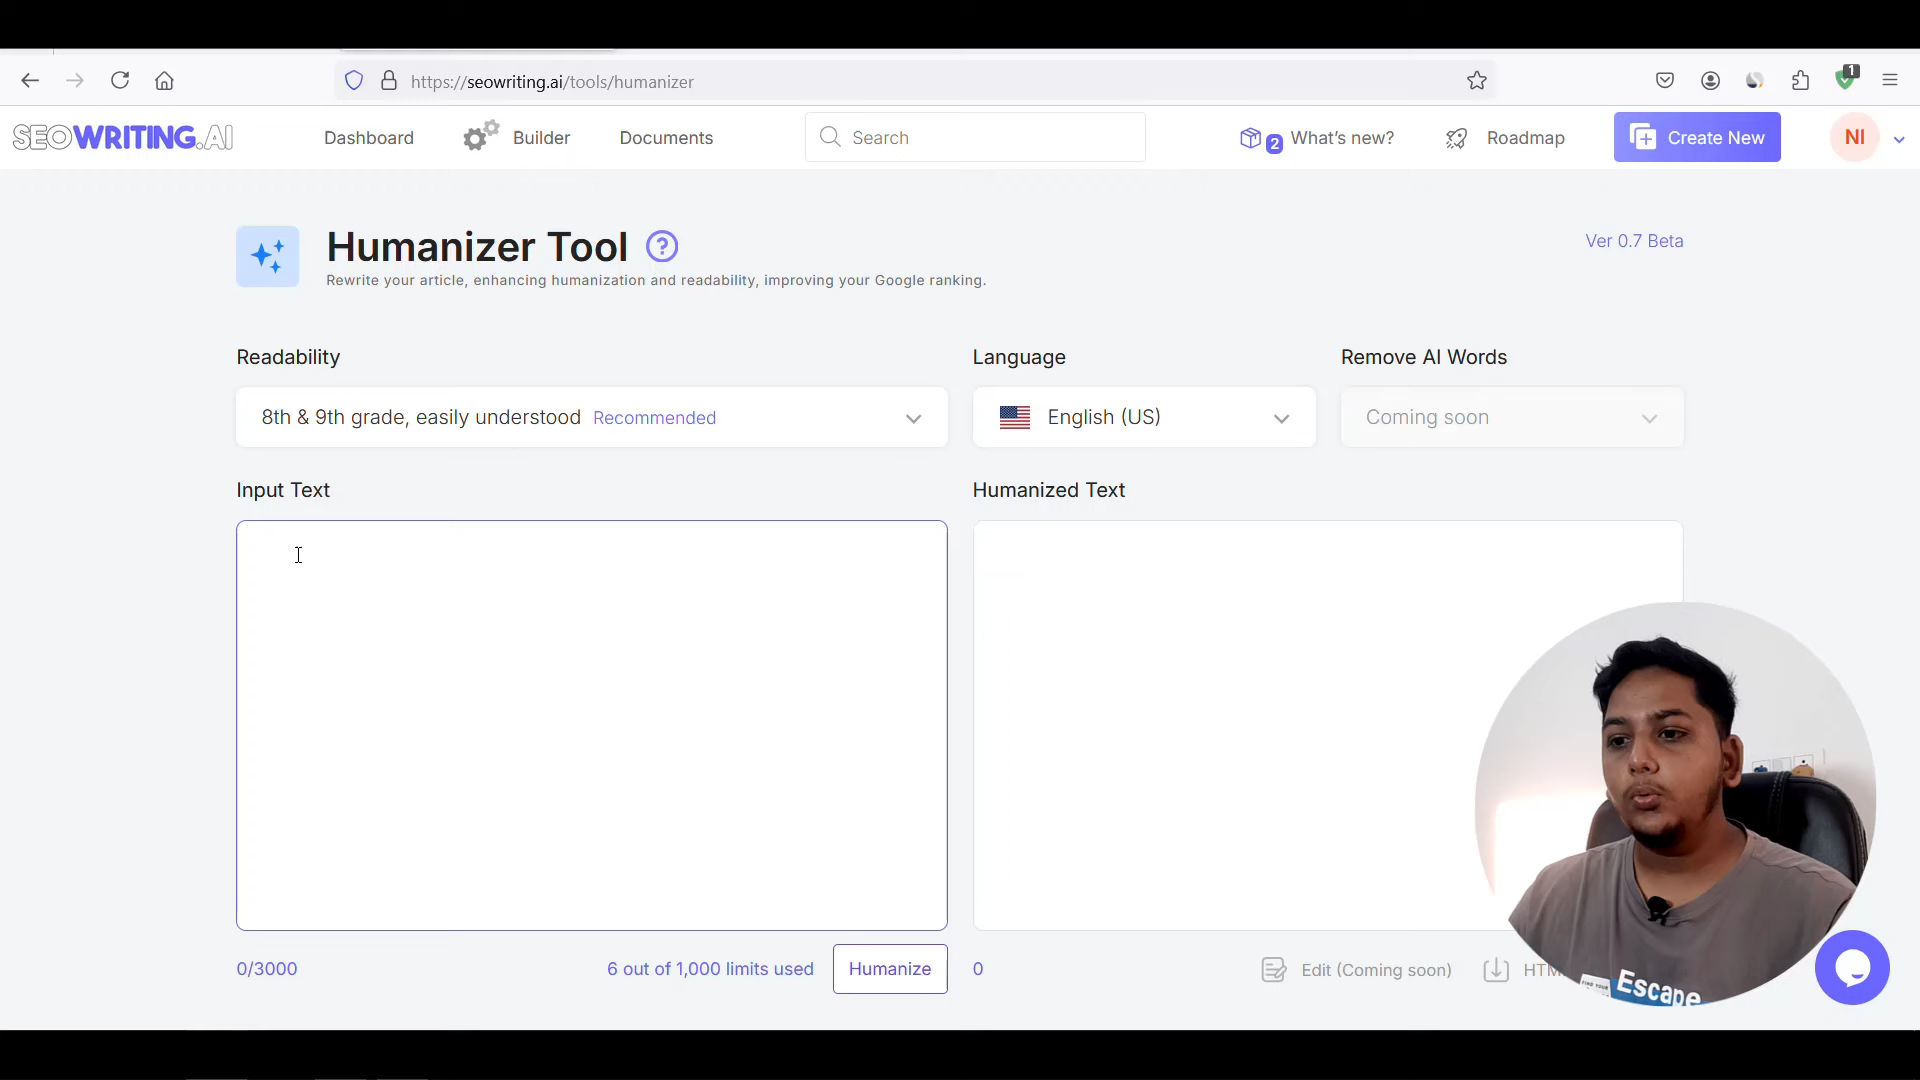 https://seowriting.ai/tools/humanizer
1
SEOWRITING.AI
Dashboard
Builder
Documents
Search
2
What's new?
Roadmap
Create New
NI
Humanizer Tool
?
Ver 0.7 Beta
Rewrite your article, enhancing humanization and readability, improving your Google ranking.
Readability
Language
Remove AI Words
8th & 9th grade, easily understood Recommended
English (US)
Coming soon
Input Text
Humanized Text
0/3000
6 out of 1,000 limits used
Humanize
0
Edit (Coming soon)
Escape